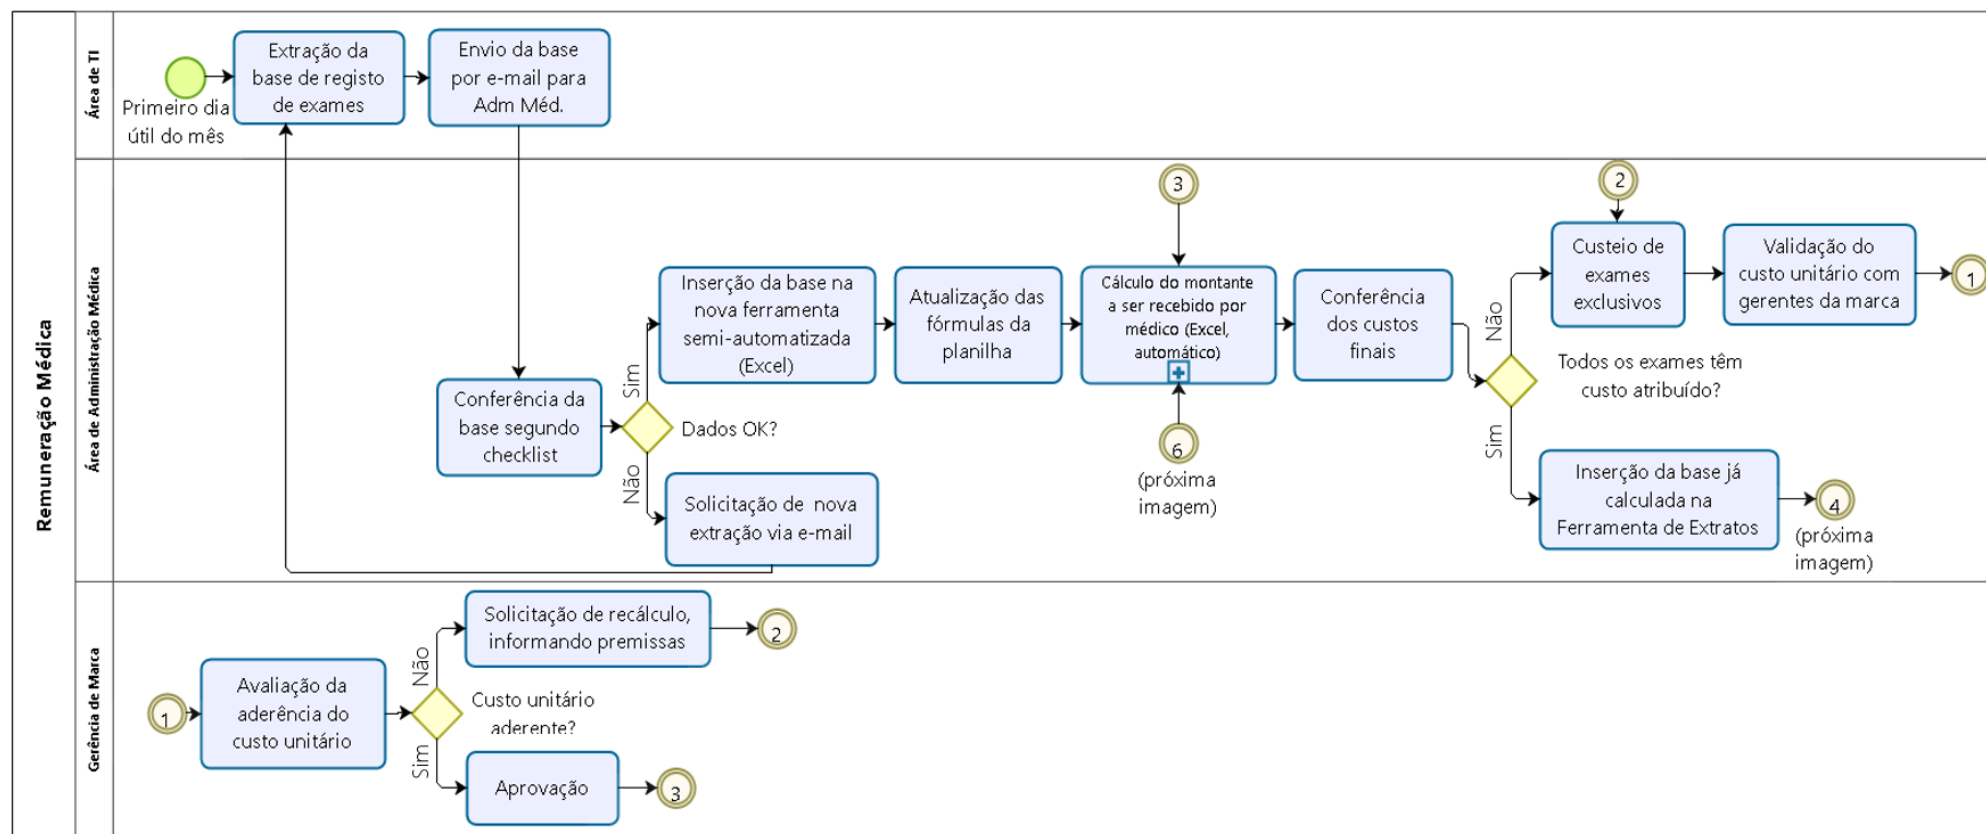 Remuneração Médica
Área de TI
Primeiro dia
útil do mês
Extração da
base de registo
de exames
Envio da base
por e-mail para
Adm Méd.
Área de Administração Médica
Conferência da
base segundo
checklist
Dados OK?
Sim
Não
Inserção da base na
nova ferramenta
semi-automatizada
(Excel)
Solicitação de nova
extração via e-mail
Atualização das
fórmulas da
planilha
3
Cálculo do montante
a ser recebido por
médico (Excel,
automático)
6
(próxima
imagem)
Conferência
dos custos
finais
Todos os exames têm
custo atribuído?
Não
Sim
2
Custeio de
exames
exclusivos
Validação do
custo unitário com
gerentes da marca
1
Inserção da base já
calculada na
Ferramenta de Extratos
4
(próxima
imagem)
Gerência de Marca
1
Avaliação da
aderência do
custo unitário
Custo unitário
aderente?
Não
Sim
Solicitação de recálculo,
informando premissas
2
Aprovação
3